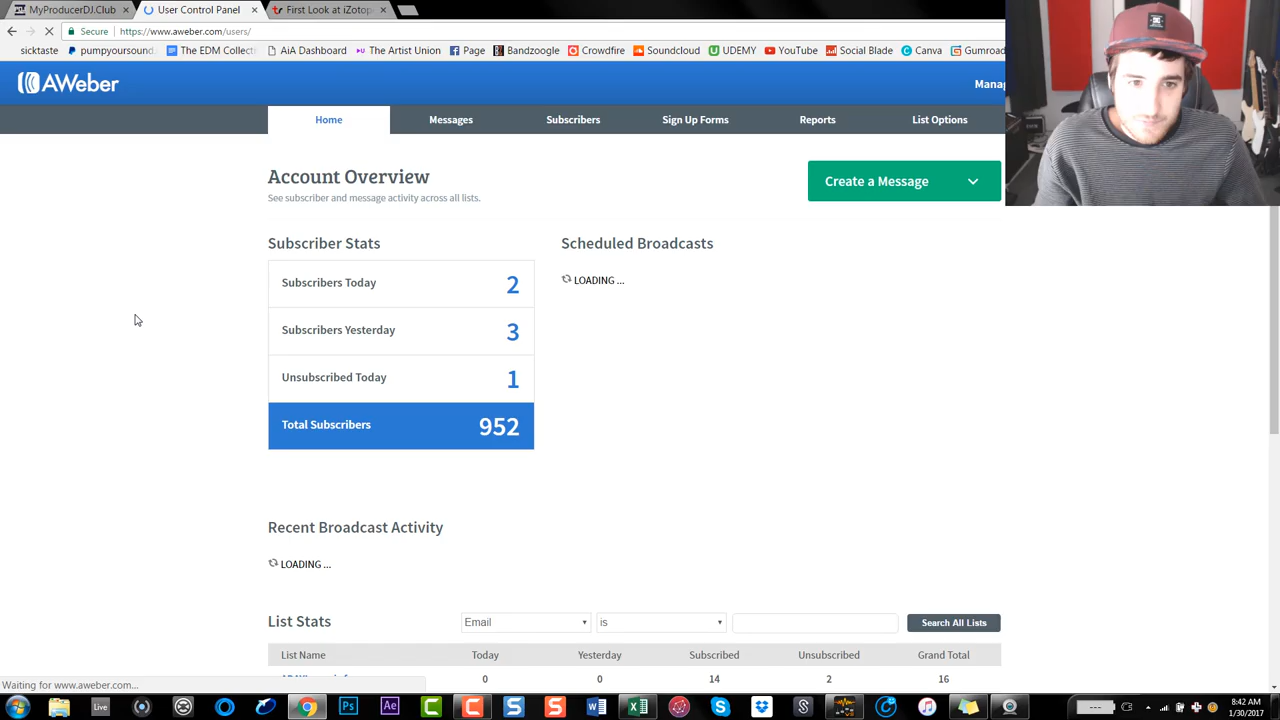 MyProducerDJ.Club
User Control Panel
First Look at iZotop
Secure
https://www.aweber.com/users/
sicktaste
pumpyoursound
The EDM Collecti
AiA Dashboard
The Artist Union
Page
Bandzoogle
Crowdfire
Soundcloud
UDEMY
YouTube
Social Blade
Canva
Gumroad
AWeber
Manag
Home
Messages
Subscribers
Sign Up Forms
Reports
List Options
Account Overview
See subscriber and message activity across all lists.
Create a Message
Subscriber Stats
Subscribers Today 2
Subscribers Yesterday 3
Unsubscribed Today 1
Total Subscribers 952
Scheduled Broadcasts
LOADING ...
Recent Broadcast Activity
LOADING ...
List Stats
Email
is
Search All Lists
List Name Today Yesterday Subscribed Unsubscribed Grand Total
0 0 14 2 16
Waiting for www.aweber.com...
Live
Ps
Ae
8:42 AM
1/30/2017